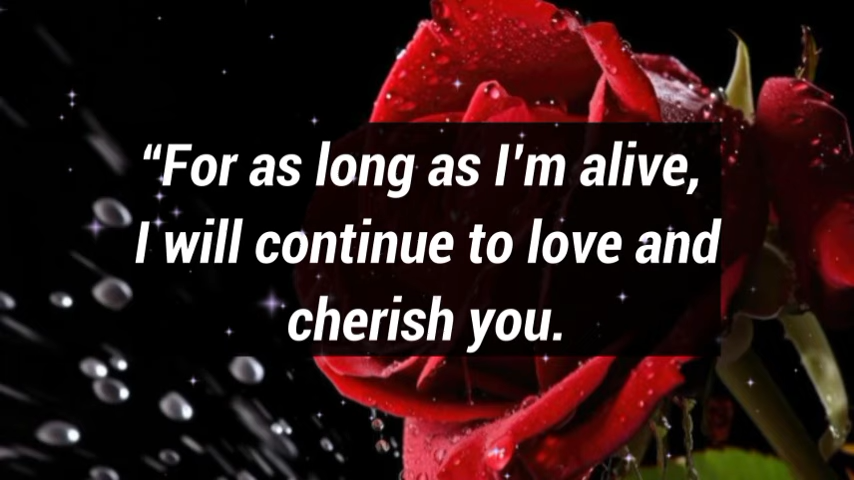 “For as long as I’m alive,
I will continue to love and
cherish you.